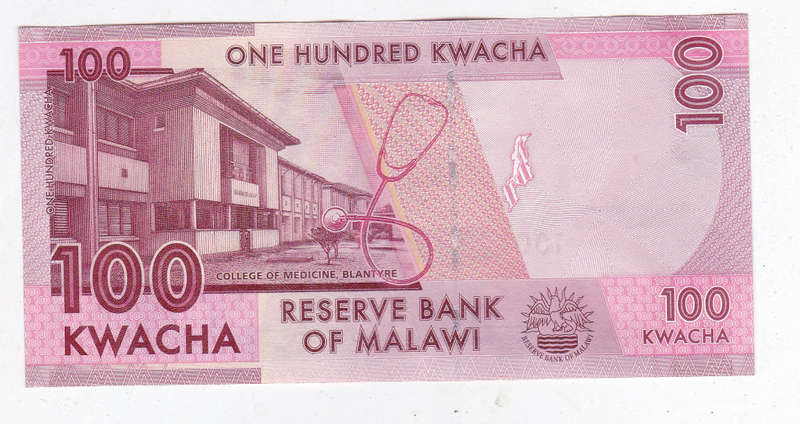 ONE HUNDRED KWACHA
100
100
ONE HUNDRED KWACHA
COLLEGE OF MEDICINE, BLANTYRE
100
KWACHA
RESERVE BANK
OF MALAWI
RESERVE BANK OF MALAWI
100
KWACHA